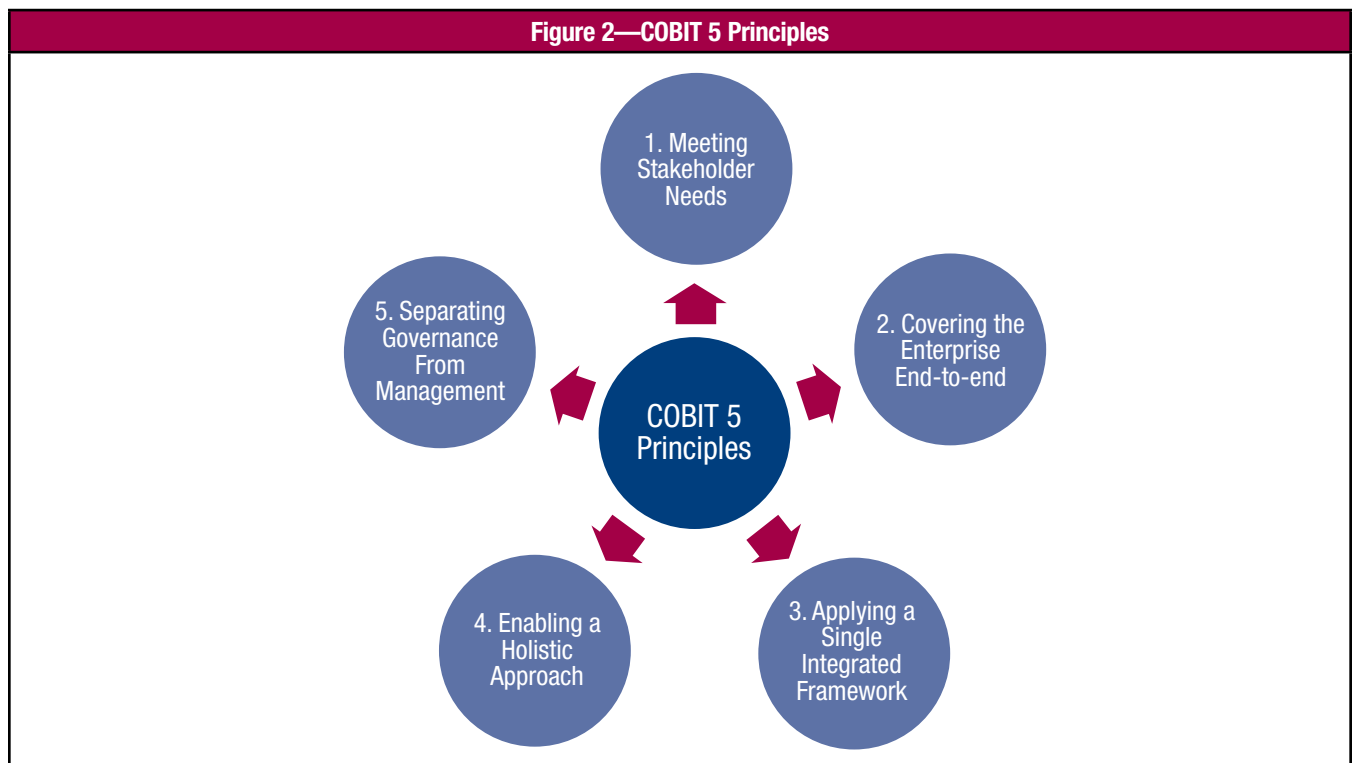 Figure 2—COBIT 5 Principles
1. Meeting
Stakeholder
Needs
2. Covering the
Enterprise
End-to-end
3. Applying a
Single
Integrated
Framework
4. Enabling a
Holistic
Approach
5. Separating
Governance
From
Management
COBIT 5
Principles